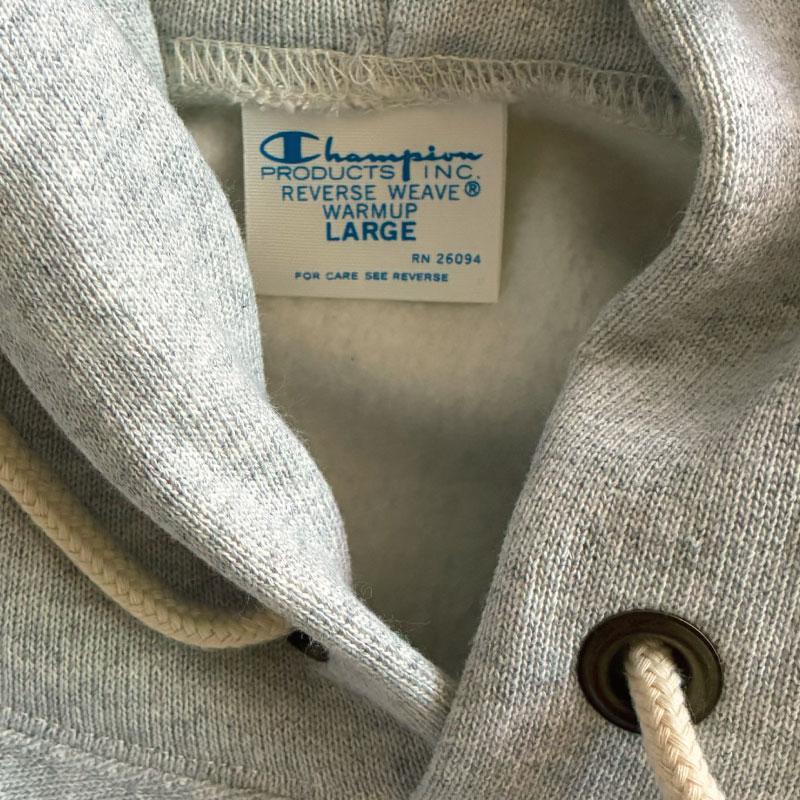 Champion
PRODUCTS INC.
REVERSE WEAVE®
WARMUP
LARGE
RN 26094
FOR CARE SEE REVERSE